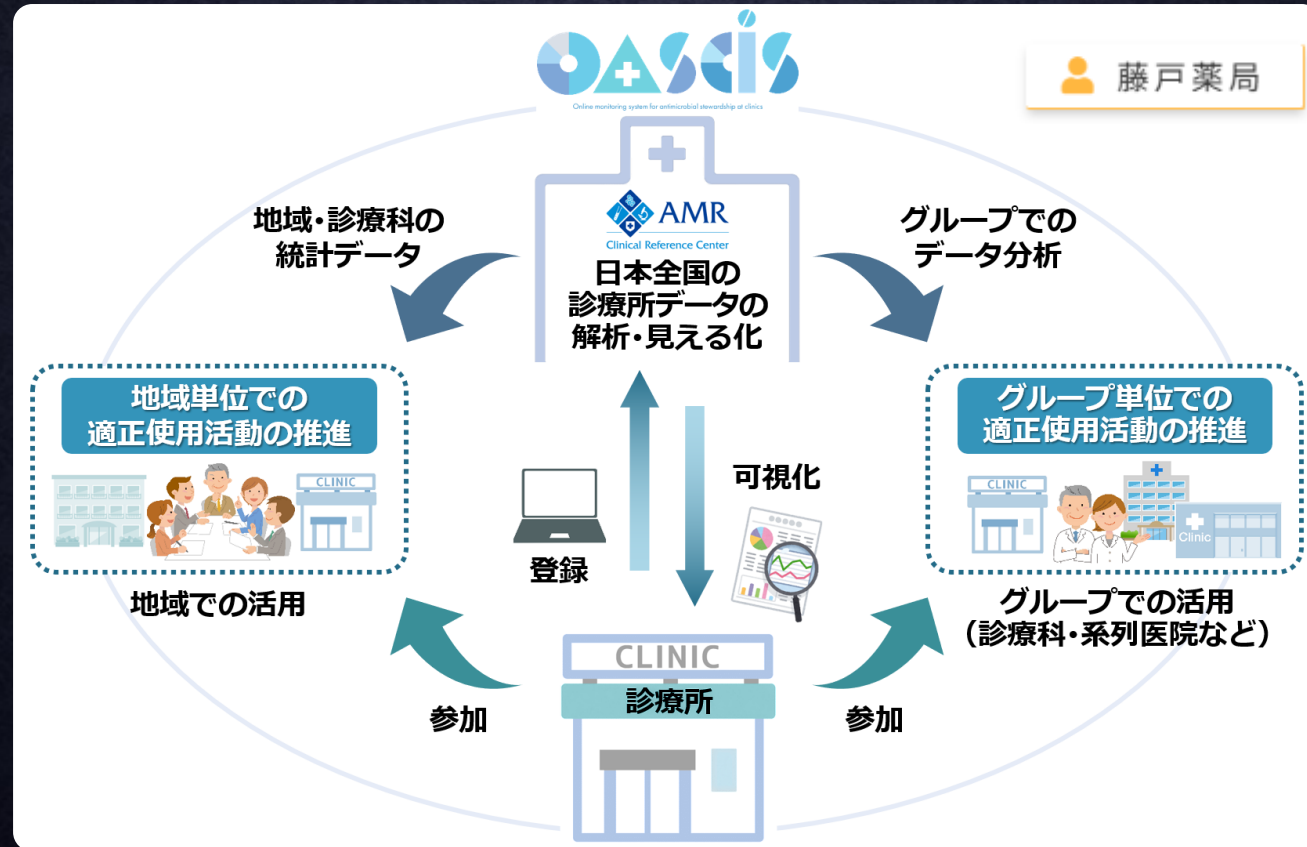 OASCIS
Online monitoring system for antimicrobial stewardship at clinics
藤戸薬局
AMR
Clinical Reference Center
日本全国の
診療所データの
解析・見える化
地域・診療科の
統計データ
グループでの
データ分析
地域単位での
適正使用活動の推進
CLINIC
地域での活用
グループ単位での
適正使用活動の推進
CLINIC
Clinic
グループでの活用
（診療科・系列医院など）
登録
可視化
CLINIC
診療所
参加
参加